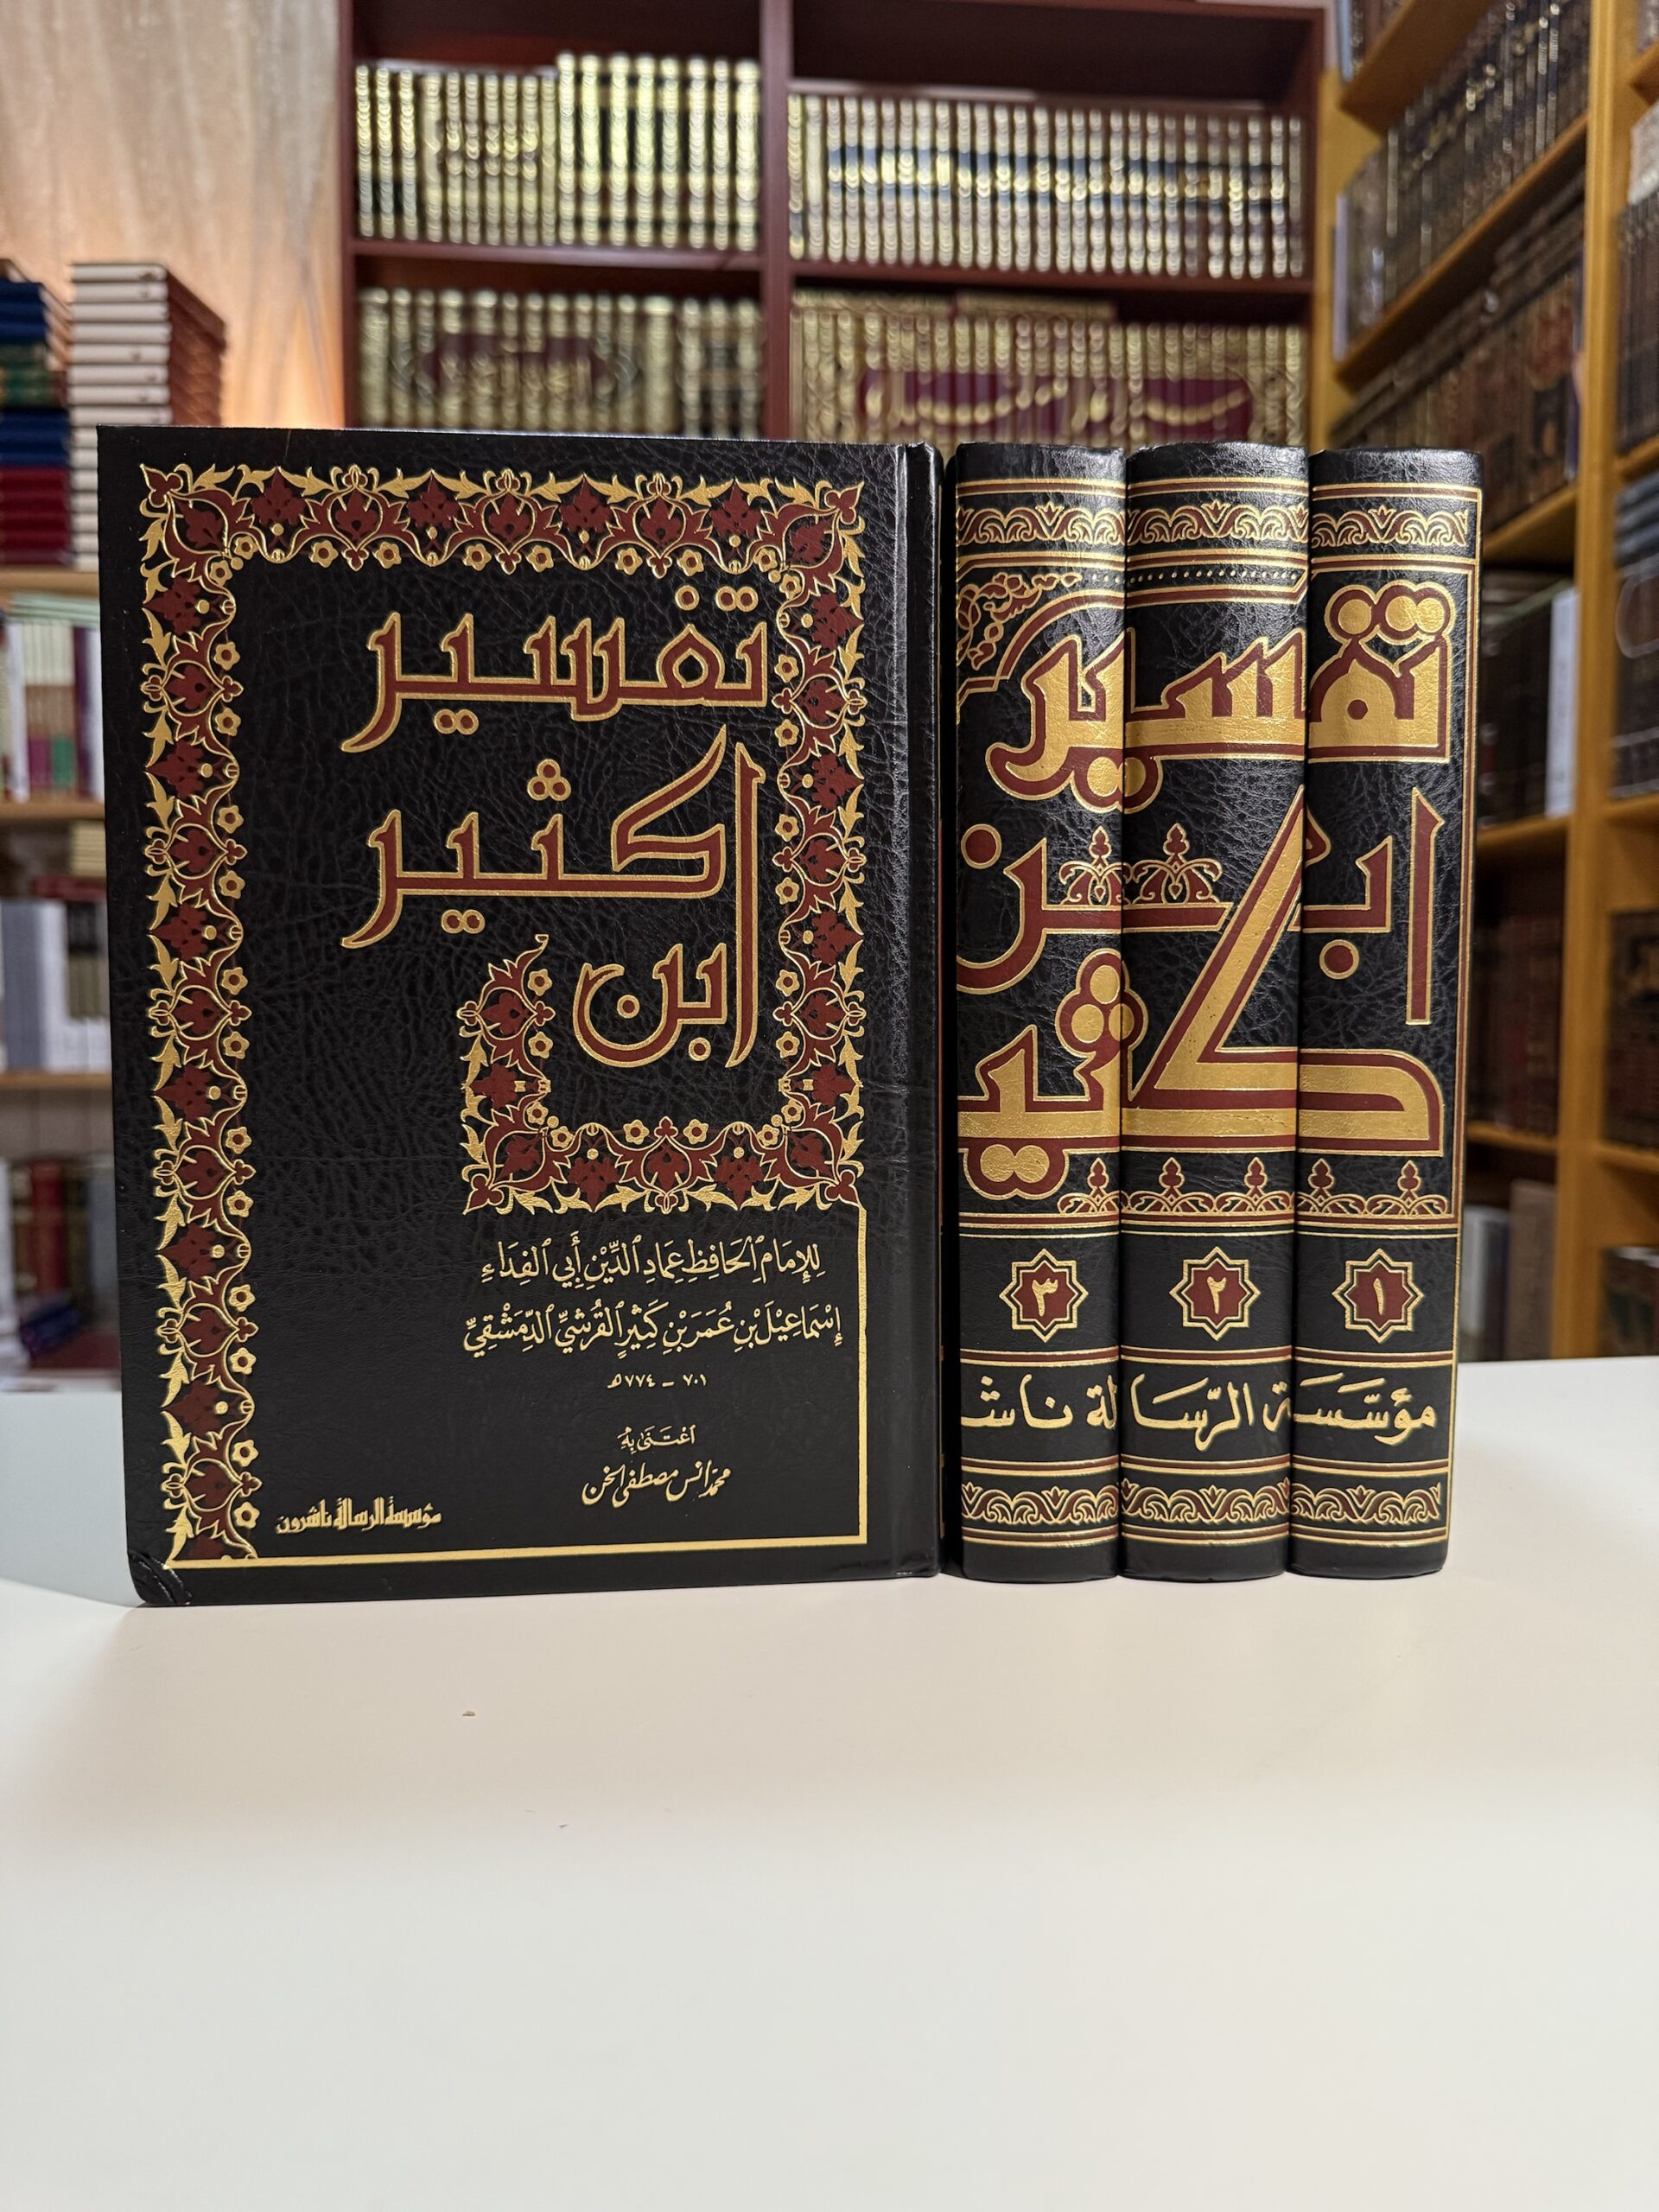 تفسير
ابن كثير
للإمام الحافظ عماد الدين أبي الفداء
إسماعيل بن عمر بن كثير القرشي الدمشقي
٧٠١ - ٧٧٤ هـ
اعتنى به
محمد أنس مصطفى الخن
مؤسسة الرسالة ناشرون
تفسير
ابن
كثير
١ ٢ ٣
مؤسسة الرسالة ناشر